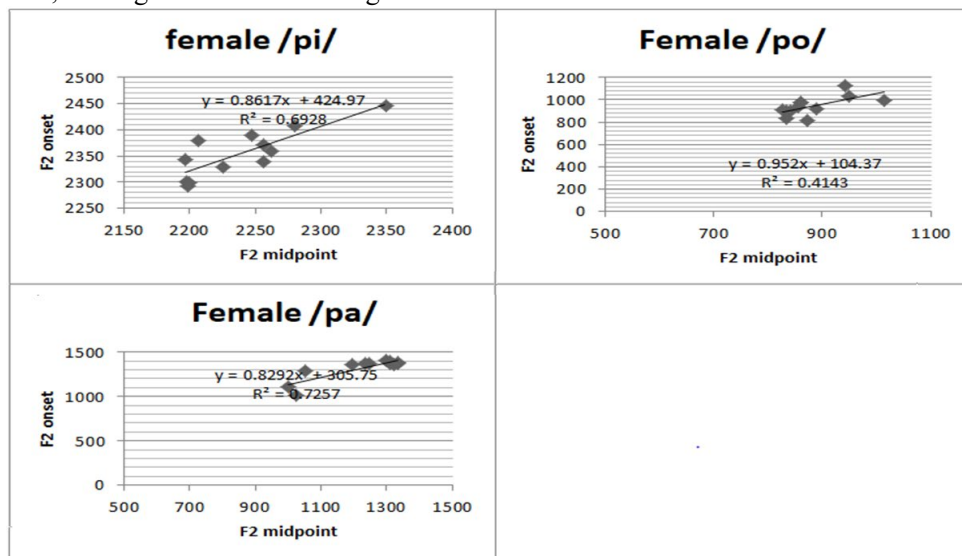 female /pi/
2500
2450
2400
2350
2300
2250
F2 onset
y = 0.8617x + 424.97
R² = 0.6928
2150 2200 2250 2300 2350 2400
F2 midpoint
Female /po/
1200
1000
800
600
400
200
0
F2 onset
y = 0.952x + 104.37
R² = 0.4143
500 700 900 1100
F2 midpoint
Female /pa/
1500
1000
500
0
F2 onset
y = 0.8292x + 305.75
R² = 0.7257
500 700 900 1100 1300 1500
F2 midpoint